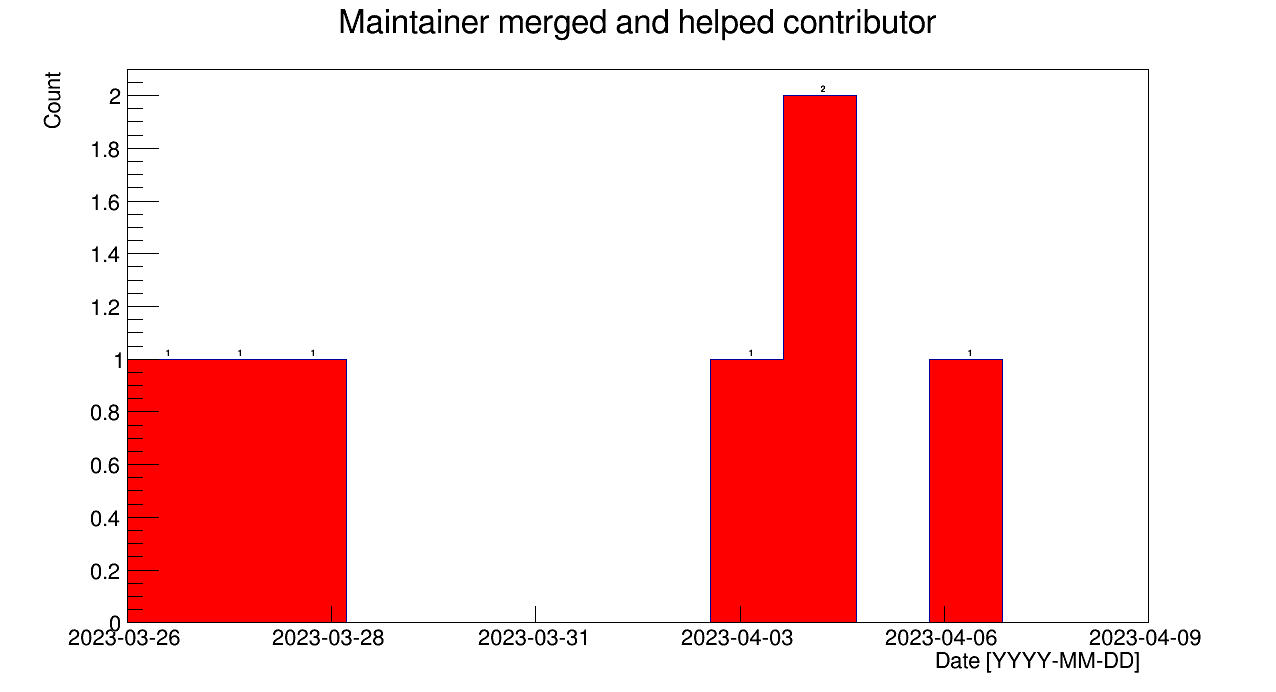 Maintainer merged and helped contributor
Count
2
1.8
1.6
1.4
1.2
1
0.8
0.6
0.4
0.2
0
1 1 1 1 2 1
2023-03-26 2023-03-28 2023-03-31 2023-04-03 2023-04-06 2023-04-09
Date [YYYY-MM-DD]